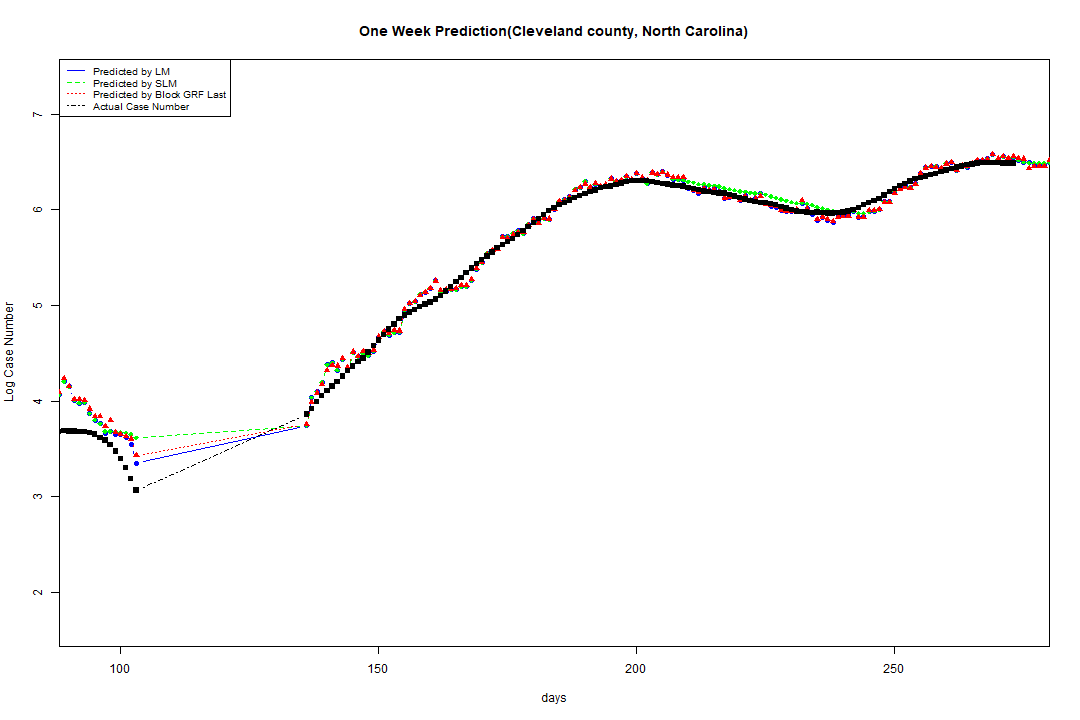 One Week Prediction(Cleveland county, North Carolina)
Predicted by LM
Predicted by SLM
Predicted by Block GRF Last
Actual Case Number
Log Case Number
7
6
5
4
3
2
100 150 200 250
days